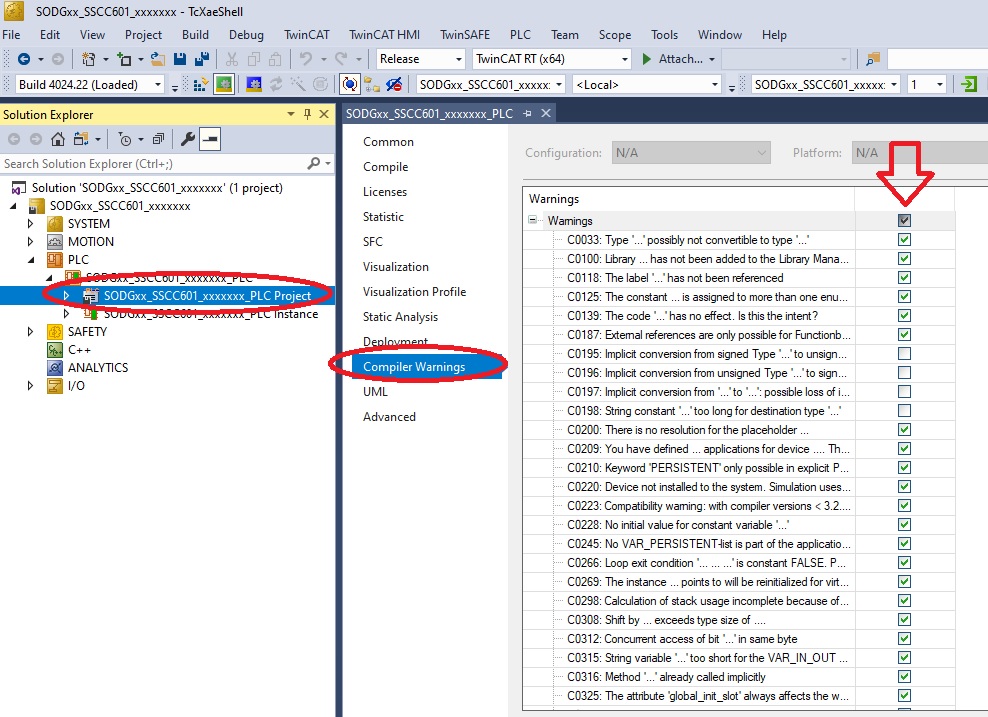 SODGxx_SSCC601_xxxxxxx - TcXaeShell
File Edit View Project Build Debug TwinCAT TwinCAT HMI TwinSAFE PLC Team Scope Tools Window Help
Release TwinCAT RT (x64) Attach...
Build 4024.22 (Loaded) SODGxx_SSCC601_xxxxx: <Local> SODGxx_SSCC601_xxxxx: 1
Solution Explorer
Search Solution Explorer (Ctrl+;)
Solution 'SODGxx_SSCC601_xxxxxxx' (1 project)
SODGxx_SSCC601_xxxxxxx
SYSTEM
MOTION
PLC
SODGxx_SSCC601_xxxxxxx_PLC
SODGxx_SSCC601_xxxxxxx_PLC Project
SODGxx_SSCC601_xxxxxxx_PLC Instance
SAFETY
C++
ANALYTICS
I/O
SODGxx_SSCC601_xxxxxxx_PLC
Common
Compile
Licenses
Statistic
SFC
Visualization
Visualization Profile
Static Analysis
Deployment
Compiler Warnings
UML
Advanced
Configuration: N/A Platform: N/A
Warnings
Warnings
C0033: Type '...' possibly not convertible to type '...'
C0100: Library ... has not been added to the Library Mana...
C0118: The label '...' has not been referenced
C0125: The constant ... is assigned to more than one enu...
C0139: The code '...' has no effect. Is this the intent?
C0187: External references are only possible for Functionb...
C0195: Implicit conversion from signed Type '...' to unsign...
C0196: Implicit conversion from unsigned Type '...' to sign...
C0197: Implicit conversion from '...' to '...': possible loss of i...
C0198: String constant '...' too long for destination type '...'
C0200: There is no resolution for the placeholder ...
C0209: You have defined ... applications for device .... Th...
C0210: Keyword 'PERSISTENT' only possible in explicit P...
C0220: Device not installed to the system. Simulation uses...
C0223: Compatibility warning: with compiler versions < 3.2....
C0228: No initial value for constant variable '...'
C0245: No VAR_PERSISTENT-list is part of the applicatio...
C0266: Loop exit condition '... ... ...' is constant FALSE. P...
C0269: The instance ... points to will be reinitialized for virt...
C0298: Calculation of stack usage incomplete because of...
C0308: Shift by ... exceeds type size of ....
C0312: Concurrent access of bit '...' in same byte
C0315: String variable '...' too short for the VAR_IN_OUT ...
C0316: Method '...' already called implicitly
C0325: The attribute 'global_init_slot' always affects the w...